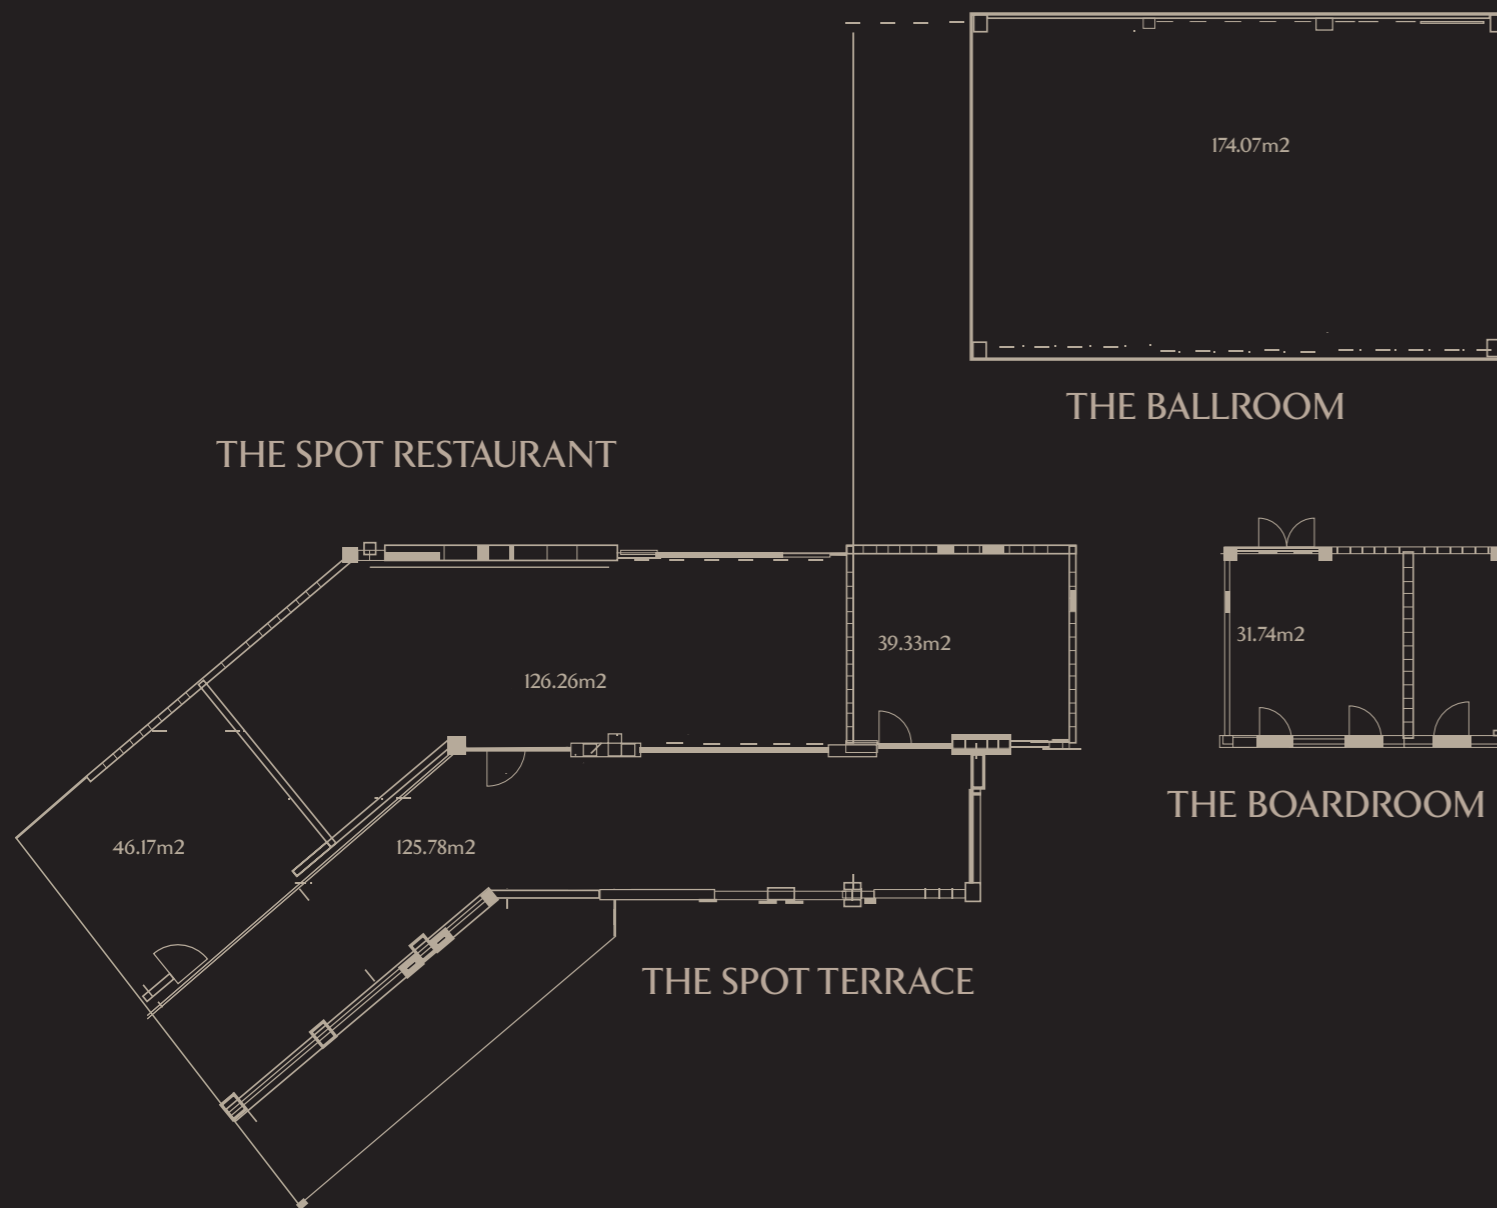 174.07m2
THE BALLROOM
THE SPOT RESTAURANT
126.26m2
39.33m2
31.74m2
46.17m2
125.78m2
THE BOARDROOM
THE SPOT TERRACE